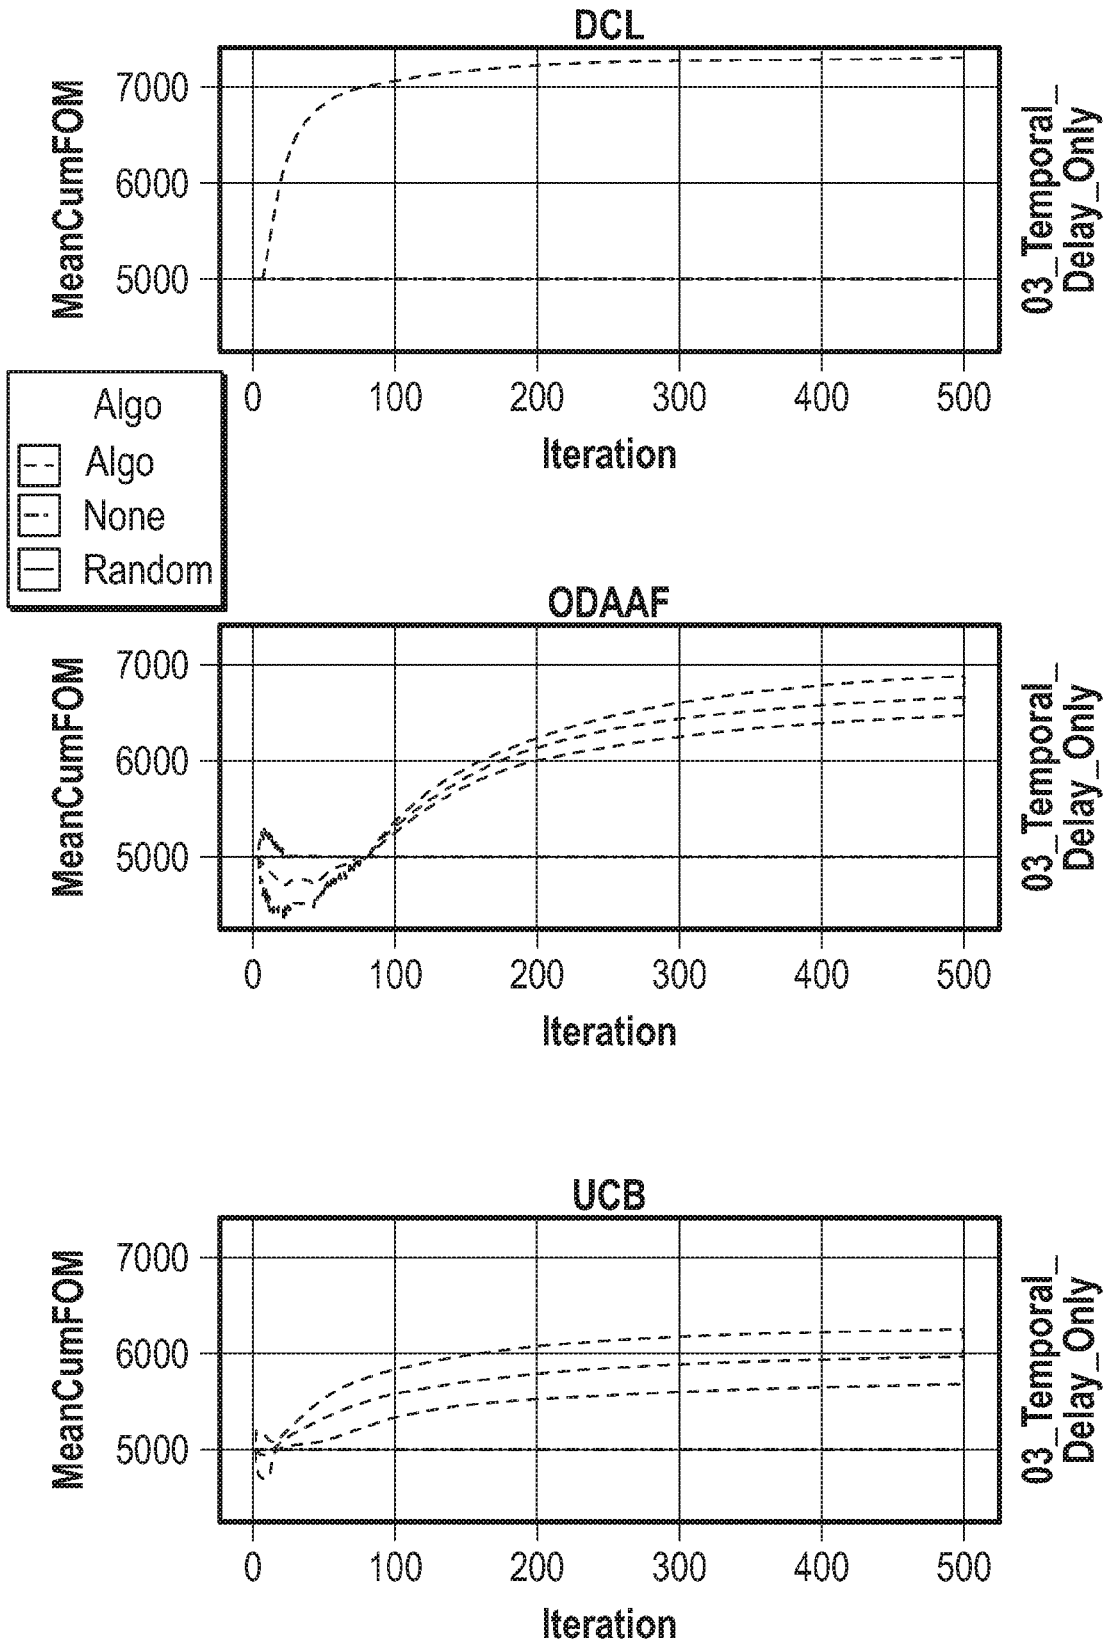 DCL
MeanCumFOM
7000
6000
5000
0 100 200 300 400 500
Iteration
03_Temporal_
Delay_Only
Algo
Algo
None
Random
ODAAF
MeanCumFOM
7000
6000
5000
0 100 200 300 400 500
Iteration
03_Temporal_
Delay_Only
UCB
MeanCumFOM
7000
6000
5000
0 100 200 300 400 500
Iteration
03_Temporal_
Delay_Only